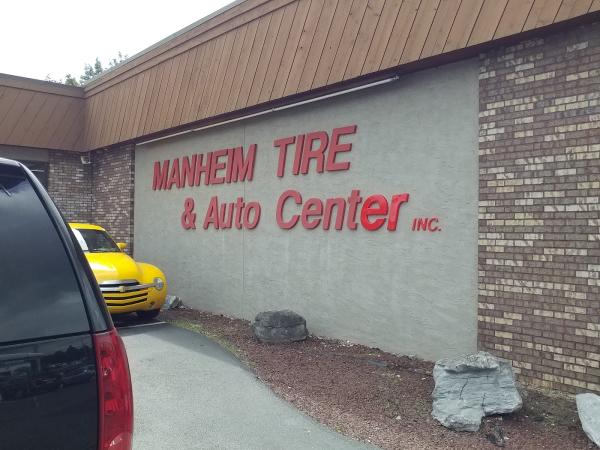 MANHEIM TIRE
& Auto Center INC.